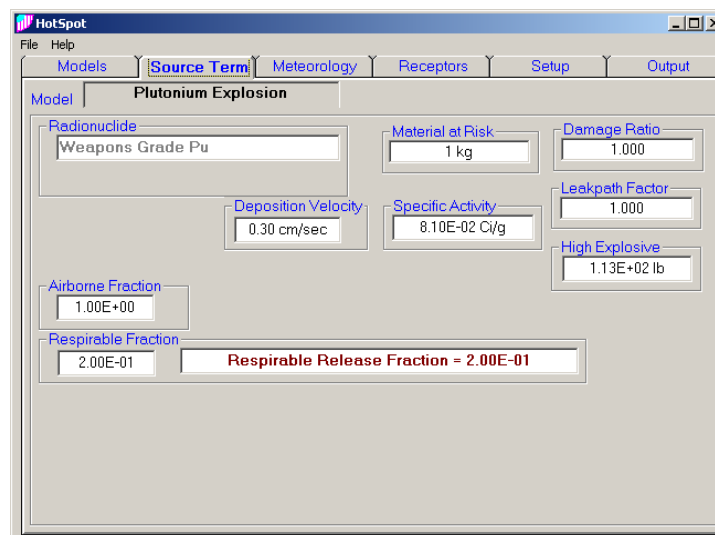 HotSpot
File Help
Models Source Term Meteorology Receptors Setup Output
Model Plutonium Explosion
Radionuclide
Weapons Grade Pu
Material at Risk
1 kg
Damage Ratio
1.000
Leakpath Factor
1.000
Deposition Velocity
0.30 cm/sec
Specific Activity
8.10E-02 Ci/g
High Explosive
1.13E+02 lb
Airborne Fraction
1.00E+00
Respirable Fraction
2.00E-01
Respirable Release Fraction = 2.00E-01